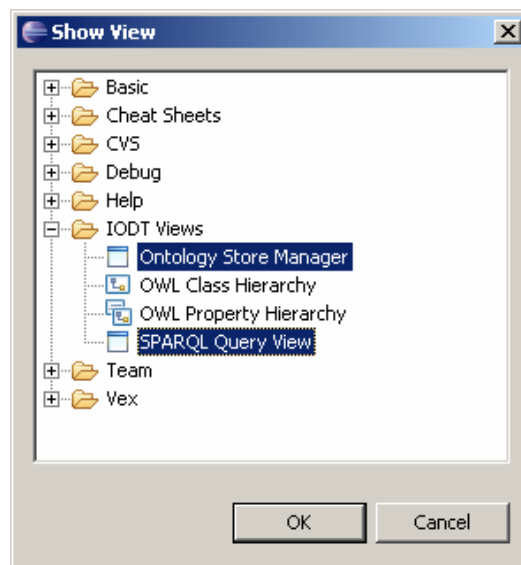 Show View
Basic
Cheat Sheets
CVS
Debug
Help
IODT Views
Ontology Store Manager
OWL Class Hierarchy
OWL Property Hierarchy
SPARQL Query View
Team
Vex
OK Cancel